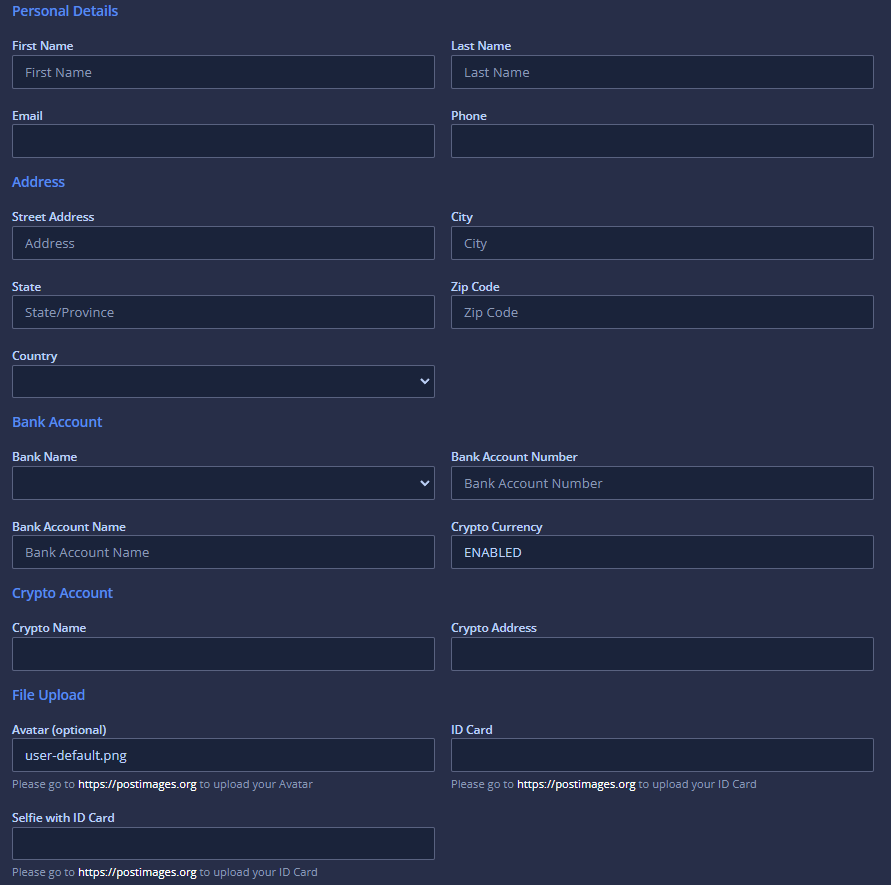 Personal Details
First Name Last Name
First Name Last Name
Email Phone
Address
Street Address City
Address City
State Zip Code
State/Province Zip Code
Country
Bank Account
Bank Name Bank Account Number
Bank Account Number
Bank Account Name Crypto Currency
Bank Account Name ENABLED
Crypto Account
Crypto Name Crypto Address
File Upload
Avatar (optional) ID Card
user-default.png
Please go to https://postimages.org to upload your Avatar Please go to https://postimages.org to upload your ID Card
Selfie with ID Card
Please go to https://postimages.org to upload your ID Card